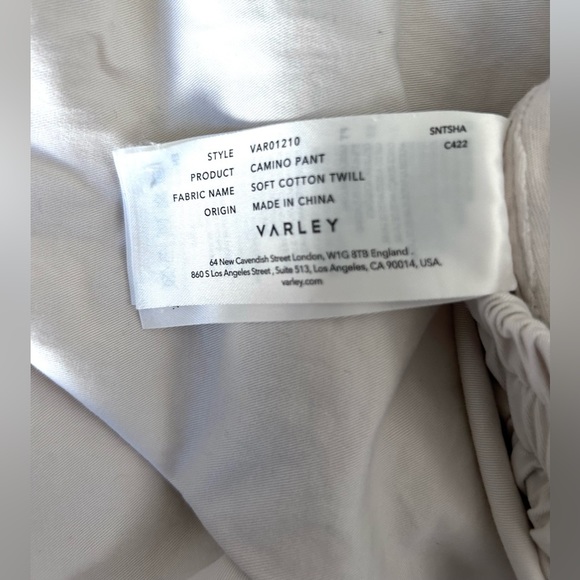 STYLE VAR01210
PRODUCT CAMINO PANT
FABRIC NAME SOFT COTTON TWILL
ORIGIN MADE IN CHINA
SNTSHA
C422
VARLEY
64 New Cavendish Street London, W1G 8TB England .
860 S Los Angeles Street , Suite 513, Los Angeles, CA 90014, USA.
varley.com